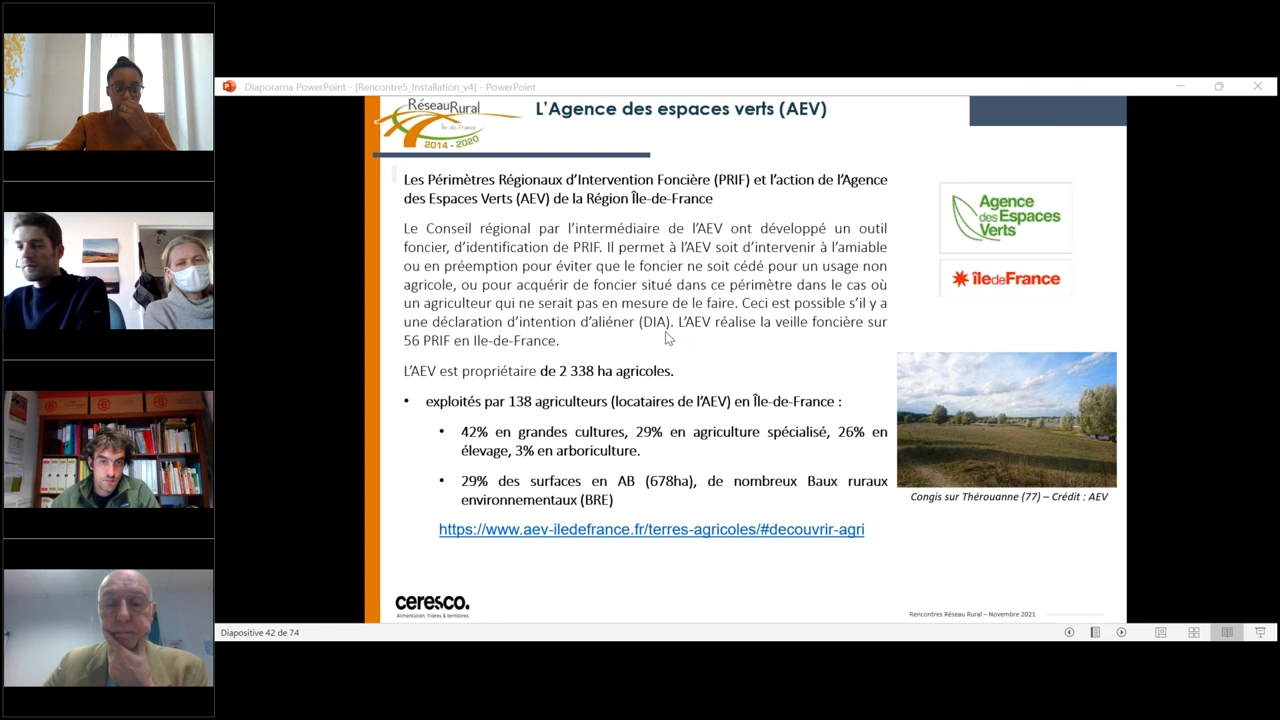 Diaporama PowerPoint - [Rencontre5_Installation_v4] - PowerPoint
RéseauRural
île de France
2014 - 2020
L'Agence des espaces verts (AEV)
Les Périmètres Régionaux d'Intervention Foncière (PRIF) et l'action de l'Agence
des Espaces Verts (AEV) de la Région Île-de-France
Le Conseil régional par l'intermédiaire de l'AEV ont développé un outil
foncier, d'identification de PRIF. Il permet à l'AEV soit d'intervenir à l'amiable
ou en préemption pour éviter que le foncier ne soit cédé pour un usage non
agricole, ou pour acquérir de foncier situé dans ce périmètre dans le cas où
un agriculteur qui ne serait pas en mesure de le faire. Ceci est possible s'il y a
une déclaration d'intention d'aliéner (DIA). L'AEV réalise la veille foncière sur
56 PRIF en Ile-de-France.
L'AEV est propriétaire de 2 338 ha agricoles.
• exploités par 138 agriculteurs (locataires de l'AEV) en Île-de-France :
• 42% en grandes cultures, 29% en agriculture spécialisé, 26% en
élevage, 3% en arboriculture.
• 29% des surfaces en AB (678ha), de nombreux Baux ruraux
environnementaux (BRE)
https://www.aev-iledefrance.fr/terres-agricoles/#decouvrir-agri
Agence
des Espaces
Verts
île de France
Congis sur Thérouanne (77) – Crédit : AEV
ceresco.
Alimentation, filières & territoires
Rencontres Réseau Rural – Novembre 2021
Diapositive 42 de 74